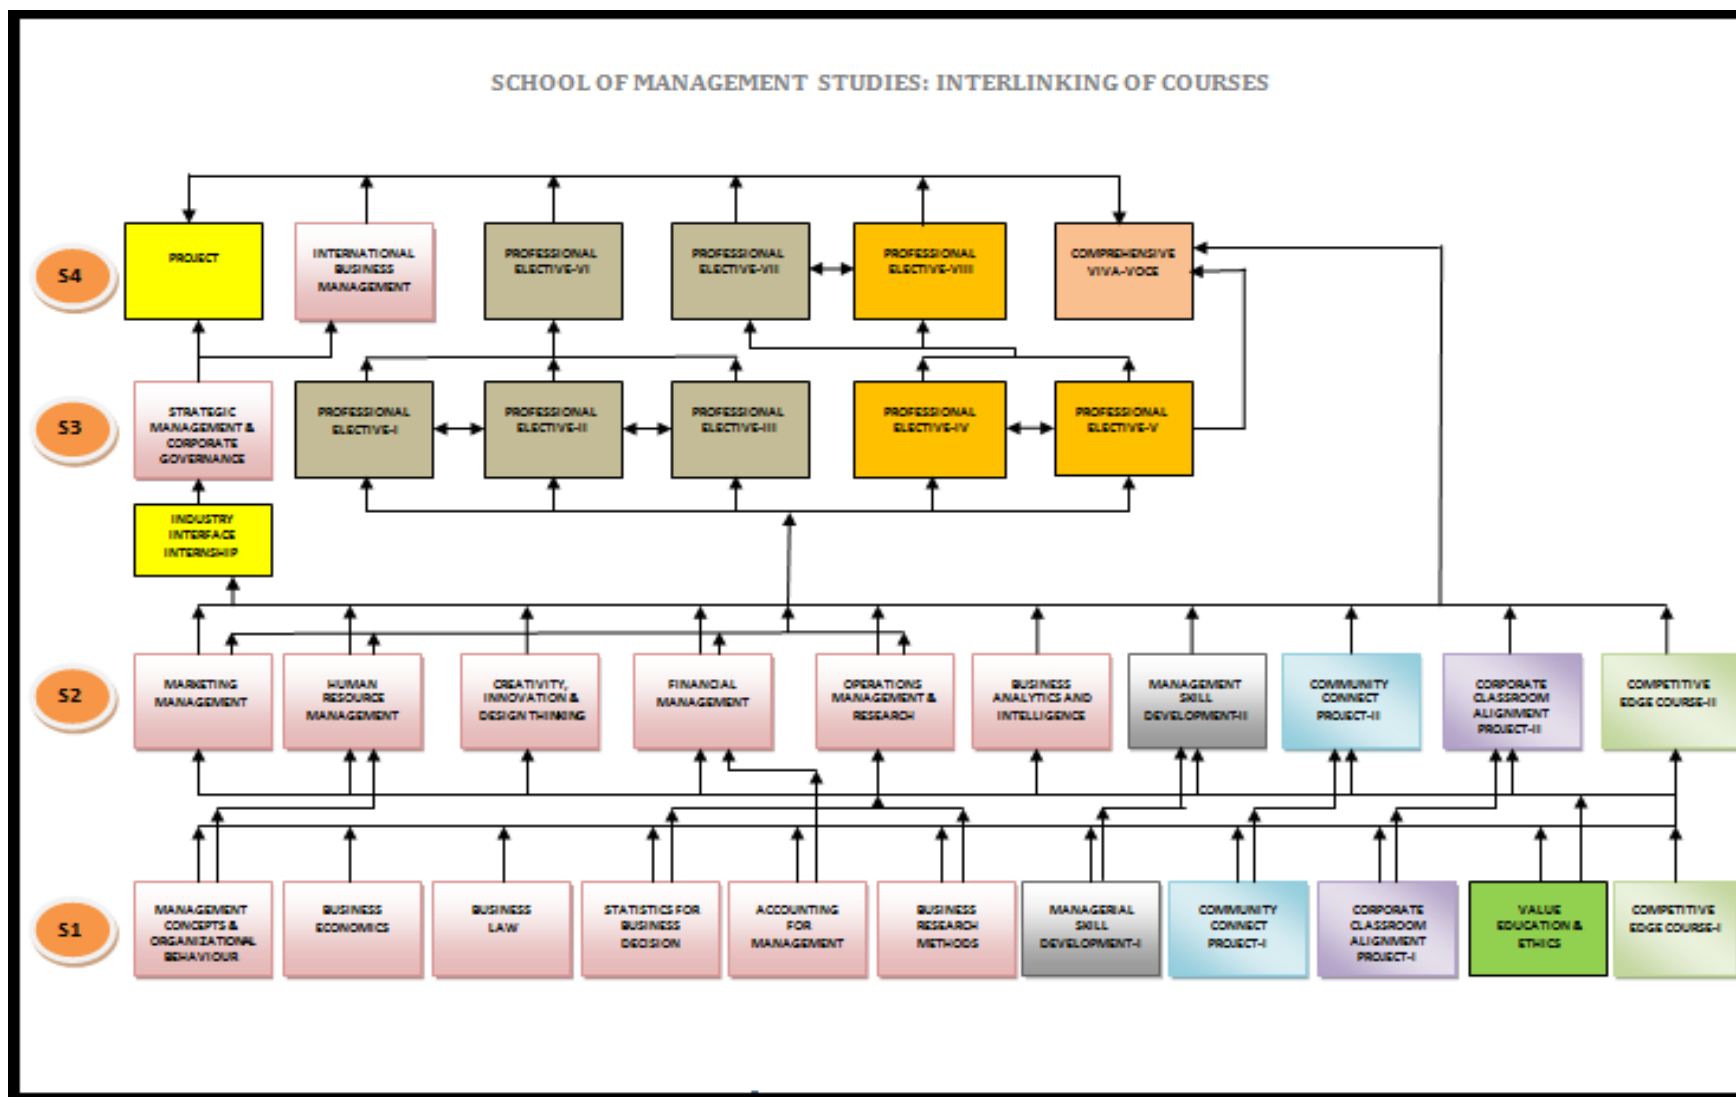 SCHOOL OF MANAGEMENT STUDIES: INTERLINKING OF COURSES
S4
PROJECT
INTERNATIONAL
BUSINESS
MANAGEMENT
PROFESSIONAL
ELECTIVE-VI
PROFESSIONAL
ELECTIVE-VII
PROFESSIONAL
ELECTIVE-VIII
COMPREHENSIVE
VIVA-VOCE
S3
STRATEGIC
MANAGEMENT &
CORPORATE
GOVERNANCE
PROFESSIONAL
ELECTIVE-I
PROFESSIONAL
ELECTIVE-II
PROFESSIONAL
ELECTIVE-III
PROFESSIONAL
ELECTIVE-IV
PROFESSIONAL
ELECTIVE-V
INDUSTRY
INTERFACE
INTERNSHIP
S2
MARKETING
MANAGEMENT
HUMAN
RESOURCE
MANAGEMENT
CREATIVITY,
INNOVATION &
DESIGN THINKING
FINANCIAL
MANAGEMENT
OPERATIONS
MANAGEMENT &
RESEARCH
BUSINESS
ANALYTICS AND
INTELLIGENCE
MANAGEMENT
SKILL
DEVELOPMENT-II
COMMUNITY
CONNECT
PROJECT-II
CORPORATE
CLASSROOM
ALIGNMENT
PROJECT-II
COMPETITIVE
EDGE COURSE-II
S1
MANAGEMENT
CONCEPTS &
ORGANIZATIONAL
BEHAVIOUR
BUSINESS
ECONOMICS
BUSINESS
LAW
STATISTICS FOR
BUSINESS
DECISION
ACCOUNTING
FOR
MANAGEMENT
BUSINESS
RESEARCH
METHODS
MANAGERIAL
SKILL
DEVELOPMENT-I
COMMUNITY
CONNECT
PROJECT-I
CORPORATE
CLASSROOM
ALIGNMENT
PROJECT-I
VALUE
EDUCATION &
ETHICS
COMPETITIVE
EDGE COURSE-I